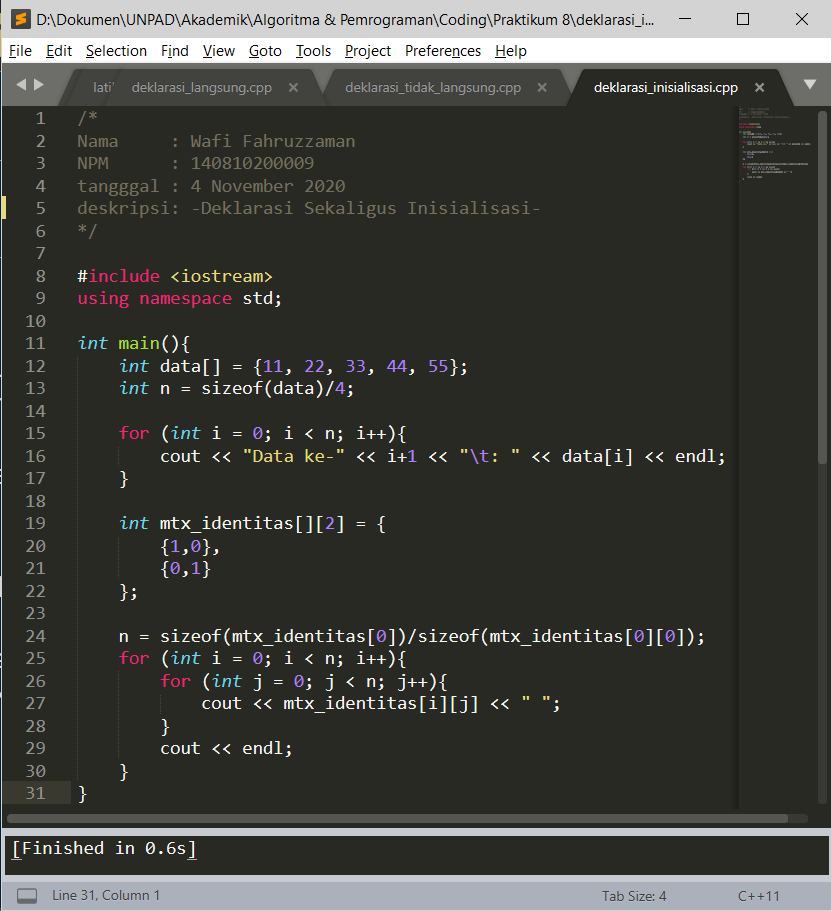 D:\Dokumen\UNPAD\Akademik\Algoritma & Pemrograman\Coding\Praktikum 8\deklarasi_i...
File Edit Selection Find View Goto Tools Project Preferences Help
lati deklarasi_langsung.cpp deklarasi_tidak_langsung.cpp deklarasi_inisialisasi.cpp
1 /*
2 Nama     : Wafi Fahruzzaman
3 NPM      : 140810200009
4 tangggal : 4 November 2020
5 deskripsi: -Deklarasi Sekaligus Inisialisasi-
6 */
7
8 #include <iostream>
9 using namespace std;
10
11 int main(){
12     int data[] = {11, 22, 33, 44, 55};
13     int n = sizeof(data)/4;
14
15     for (int i = 0; i < n; i++){
16         cout << "Data ke-" << i+1 << "\t: " << data[i] << endl;
17     }
18
19     int mtx_identitas[][2] = {
20         {1,0},
21         {0,1}
22     };
23
24     n = sizeof(mtx_identitas[0])/sizeof(mtx_identitas[0][0]);
25     for (int i = 0; i < n; i++){
26         for (int j = 0; j < n; j++){
27             cout << mtx_identitas[i][j] << " ";
28         }
29         cout << endl;
30     }
31 }
[Finished in 0.6s]
Line 31, Column 1 Tab Size: 4 C++11